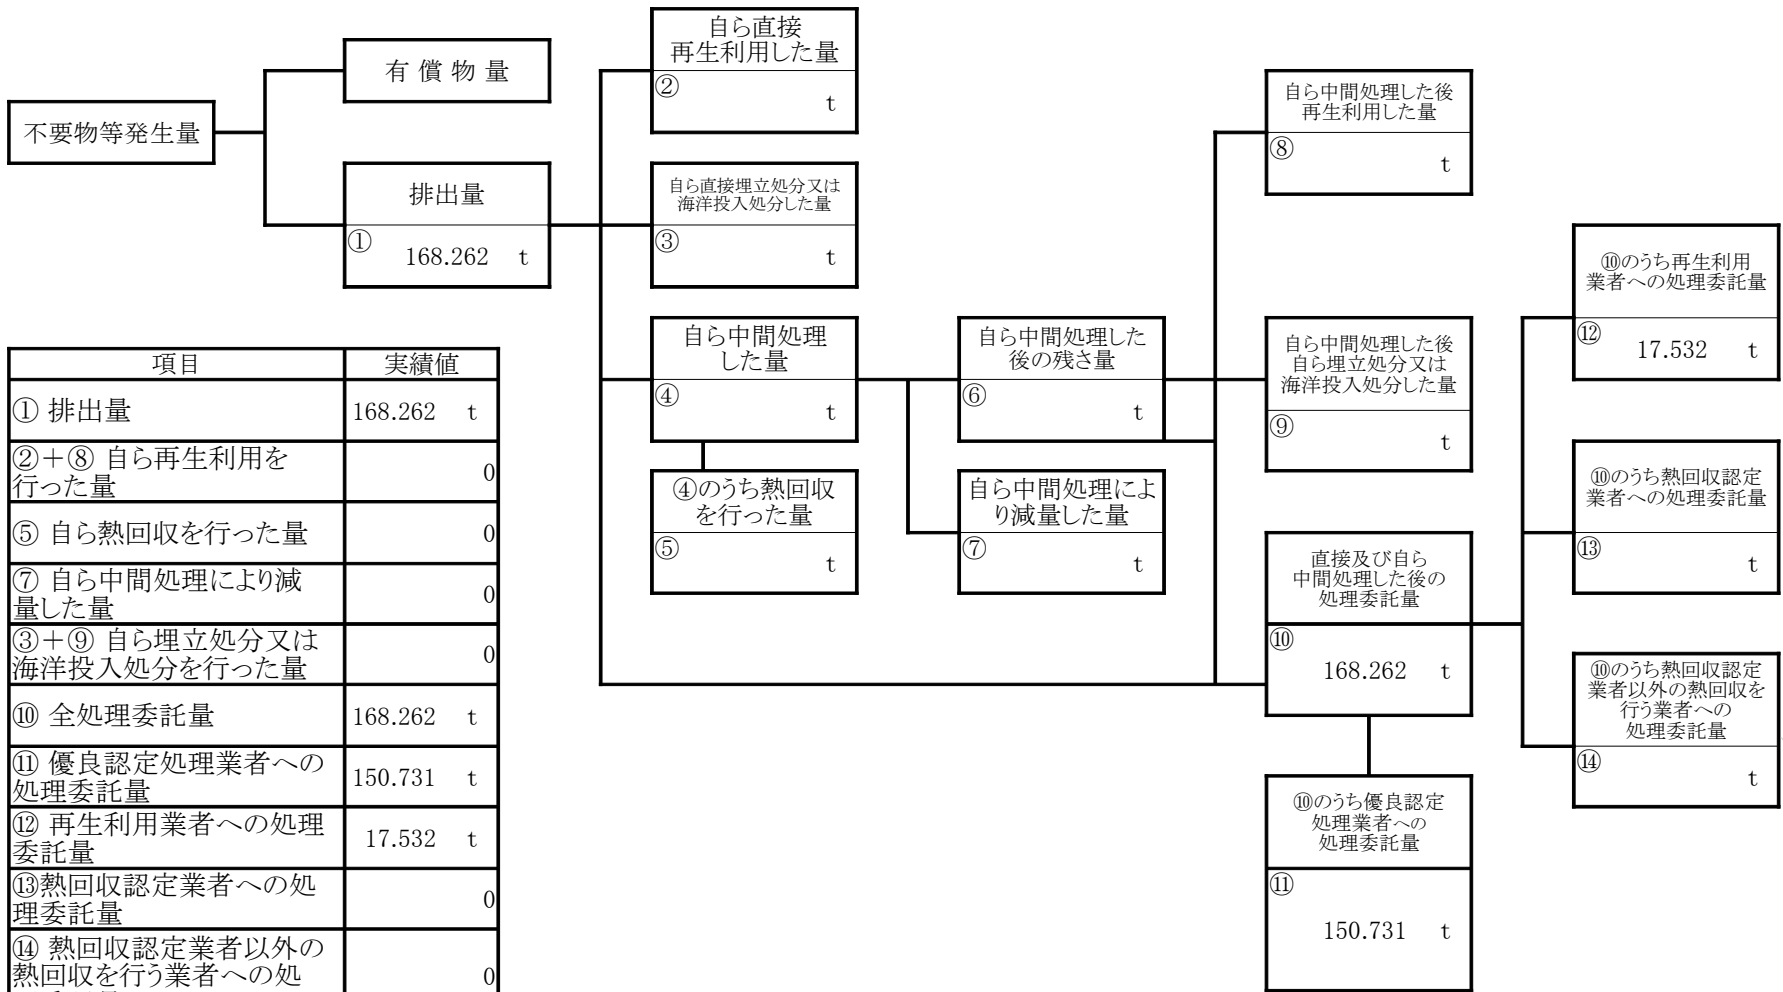 不要物等発生量
有 償 物 量
排出量
① 168.262 t
自ら直接
再生利用した量
② t
自ら直接埋立処分又は
海洋投入処分した量
③ t
自ら中間処理
した量
④ t
④のうち熱回収
を行った量
⑤ t
自ら中間処理した
後の残さ量
⑥ t
自ら中間処理によ
り減量した量
⑦ t
自ら中間処理した後
再生利用した量
⑧ t
自ら中間処理した後
自ら埋立処分又は
海洋投入処分した量
⑨ t
直接及び自ら
中間処理した後の
処理委託量
⑩
168.262 t
⑩のうち優良認定
処理業者への
処理委託量
⑪
150.731 t
⑩のうち再生利用
業者への処理委託量
⑫ 17.532 t
⑩のうち熱回収認定
業者への処理委託量
⑬ t
⑩のうち熱回収認定
業者以外の熱回収を
行う業者への
処理委託量
⑭ t
項目 実績値
① 排出量 168.262 t
②＋⑧ 自ら再生利用を
行った量 0
⑤ 自ら熱回収を行った量 0
⑦ 自ら中間処理により減
量した量 0
③＋⑨ 自ら埋立処分又は
海洋投入処分を行った量 0
⑩ 全処理委託量 168.262 t
⑪ 優良認定処理業者への
処理委託量 150.731 t
⑫ 再生利用業者への処理
委託量 17.532 t
⑬熱回収認定業者への処
理委託量 0
⑭ 熱回収認定業者以外の
熱回収を行う業者への処 0